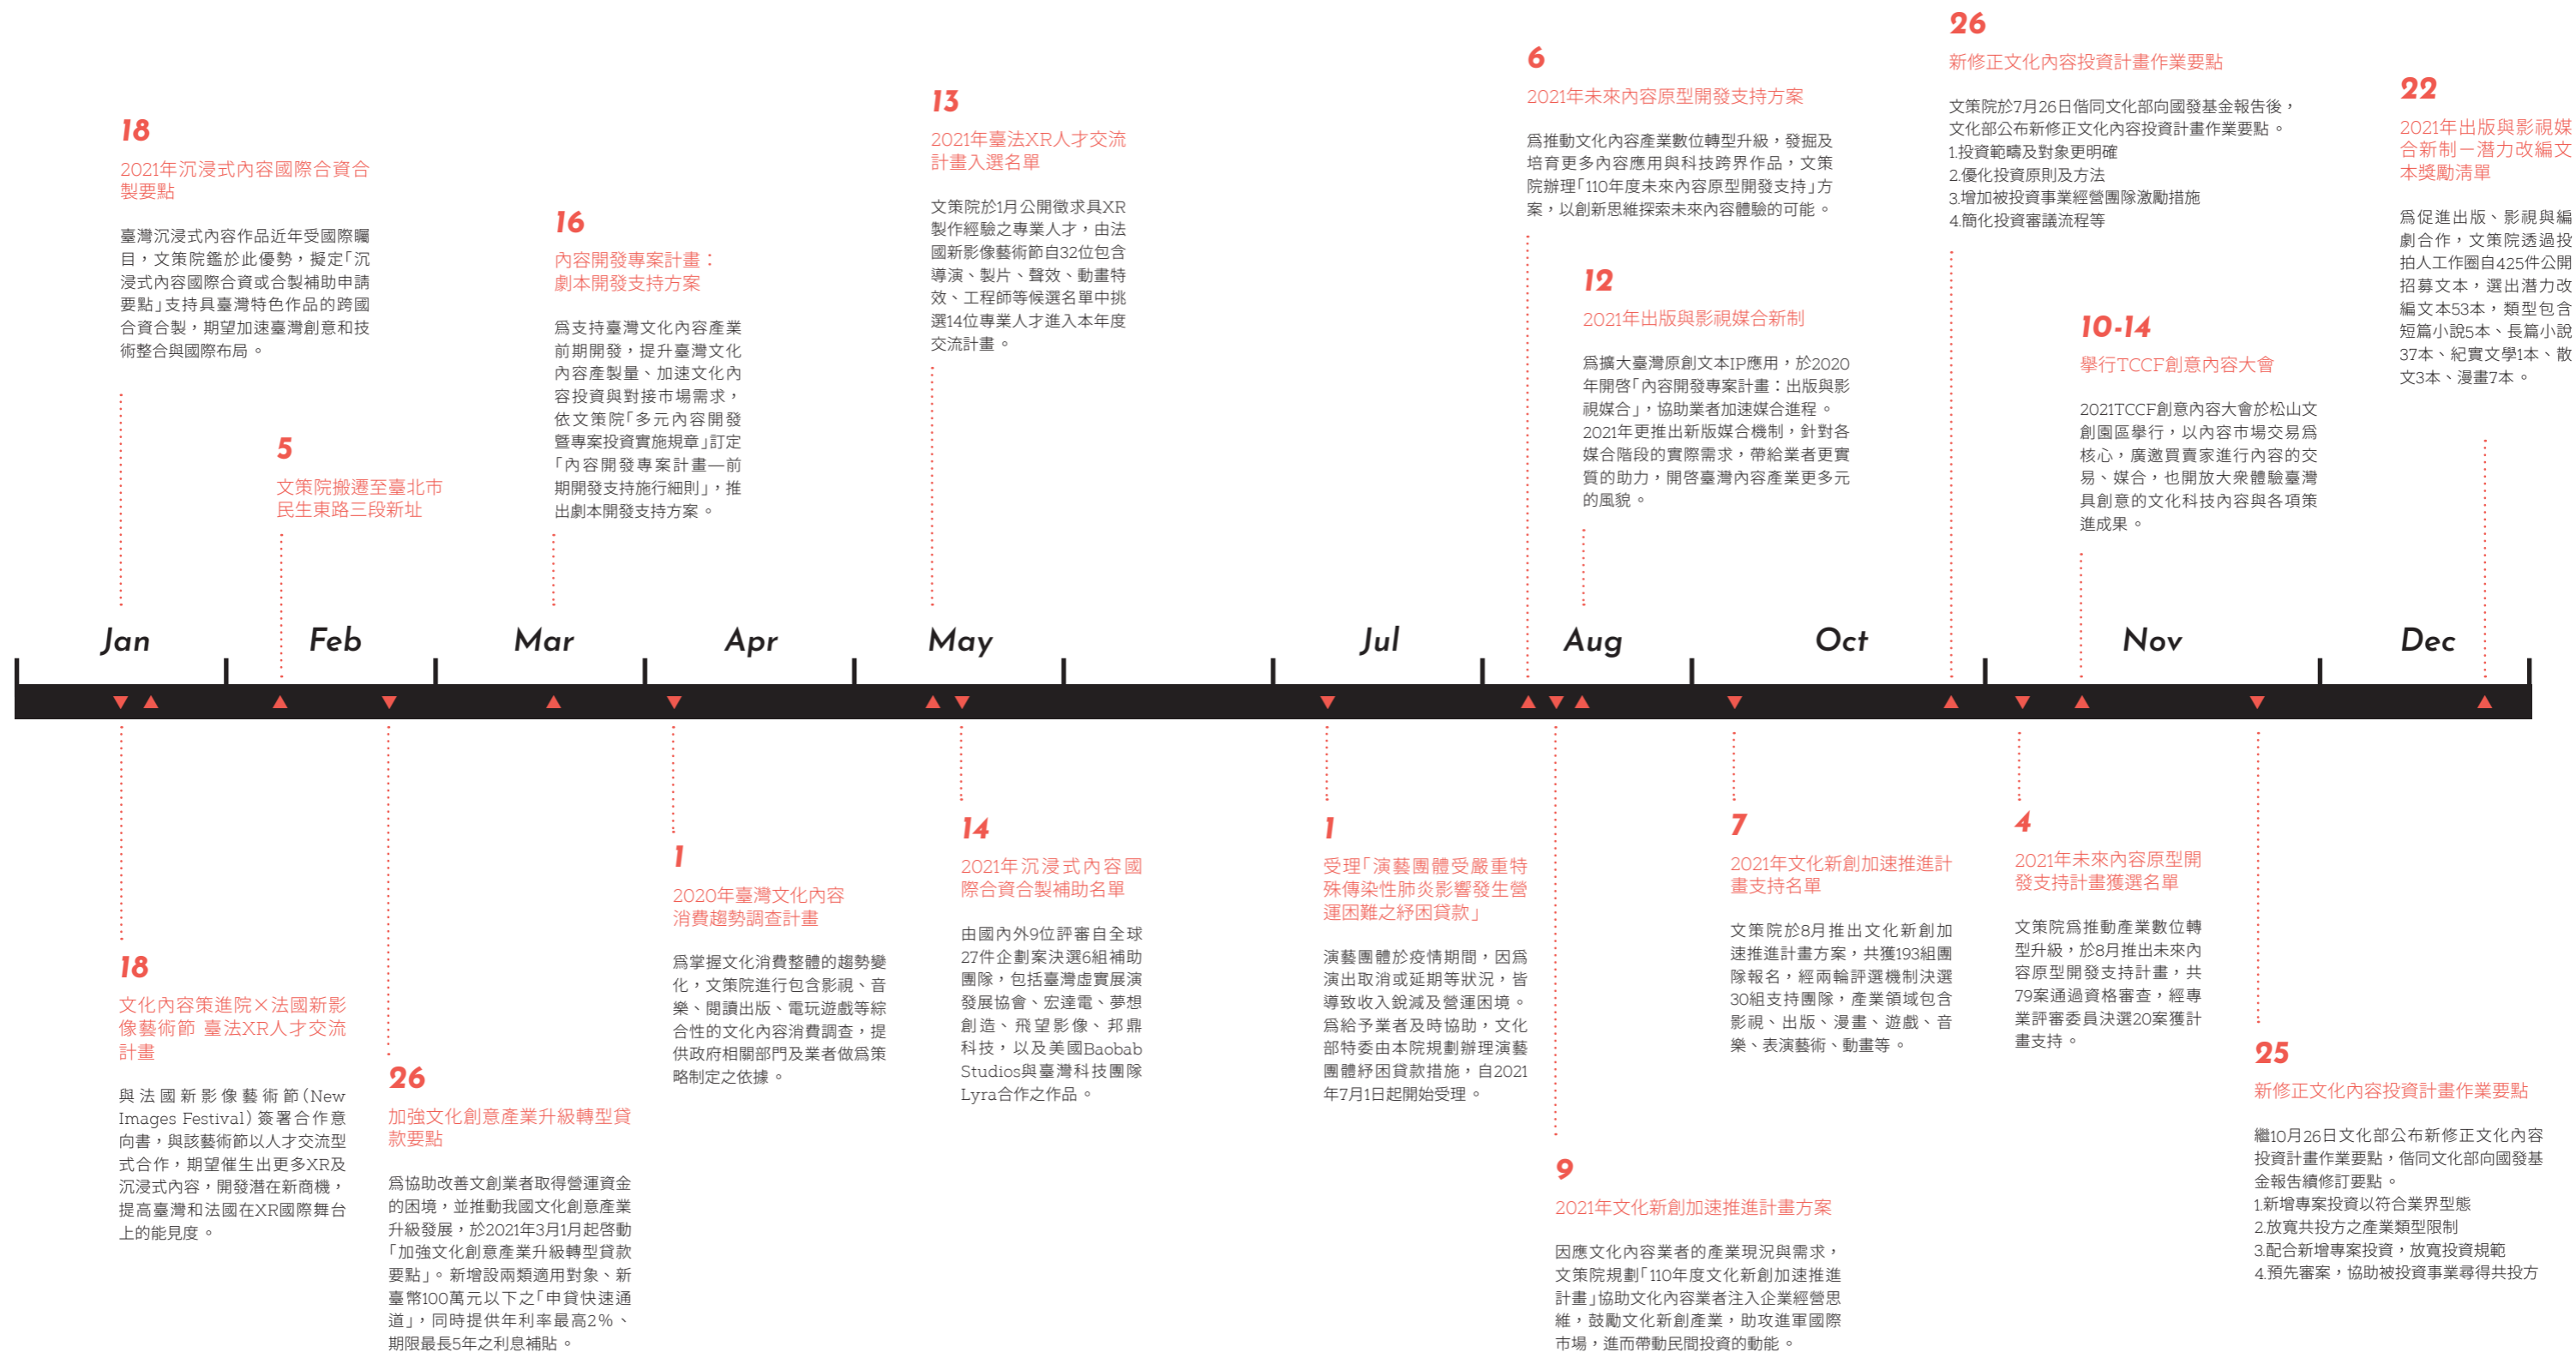 18
2021年沉浸式內容國際合資合
製要點
臺灣沉浸式內容作品近年受國際矚
目，文策院鑑於此優勢，擬定「沉
浸式內容國際合資或合製補助申請
要點」支持具臺灣特色作品的跨國
合資合製，期望加速臺灣創意和技
術整合與國際布局。
5
文策院搬遷至臺北市
民生東路三段新址
16
內容開發專案計畫：
劇本開發支持方案
爲支持臺灣文化內容產業
前期開發，提升臺灣文化
內容產製量、加速文化內
容投資與對接市場需求，
依文策院「多元內容開發
暨專案投資實施規章」訂定
「內容開發專案計畫—前
期開發支持施行細則」，推
出劇本開發支持方案。
13
2021年臺法XR人才交流
計畫入選名單
文策院於1月公開徵求具XR
製作經驗之專業人才，由法
國新影像藝術節自32位包含
導演、製片、聲效、動畫特
效、工程師等候選名單中挑
選14位專業人才進入本年度
交流計畫。
6
2021年未來內容原型開發支持方案
爲推動文化內容產業數位轉型升級，發掘及
培育更多內容應用與科技跨界作品，文策
院辦理「110年度未來內容原型開發支持」方
案，以創新思維探索未來內容體驗的可能。
12
2021年出版與影視媒合新制
爲擴大臺灣原創文本IP應用，於2020
年開啓「內容開發專案計畫：出版與影
視媒合」，協助業者加速媒合進程。
2021年更推出新版媒合機制，針對各
媒合階段的實際需求，帶給業者更實
質的助力，開啓臺灣內容產業更多元
的風貌。
26
新修正文化內容投資計畫作業要點
文策院於7月26日偕同文化部向國發基金報告後，
文化部公布新修正文化內容投資計畫作業要點。
1.投資範疇及對象更明確
2.優化投資原則及方法
3.增加被投資事業經營團隊激勵措施
4.簡化投資審議流程等
10-14
舉行TCCF創意內容大會
2021TCCF創意內容大會於松山文
創園區舉行，以內容市場交易爲
核心，廣邀買賣家進行內容的交
易、媒合，也開放大衆體驗臺灣
具創意的文化科技內容與各項策
進成果。
22
2021年出版與影視媒
合新制－潛力改編文
本獎勵清單
爲促進出版、影視與編
劇合作，文策院透過投
拍人工作圈自425件公開
招募文本，選出潛力改
編文本53本，類型包含
短篇小說5本、長篇小說
37本、紀實文學1本、散
文3本、漫畫7本。
Jan
Feb
Mar
Apr
May
Jul
Aug
Oct
Nov
Dec
18
文化內容策進院×法國新影
像藝術節 臺法XR人才交流
計畫
與法國新影像藝術節(New
Images Festival) 簽署合作意
向書，與該藝術節以人才交流型
式合作，期望催生出更多XR及
沉浸式內容，開發潛在新商機，
提高臺灣和法國在XR國際舞台
上的能見度。
26
加強文化創意產業升級轉型貸
款要點
爲協助改善文創業者取得營運資金
的困境，並推動我國文化創意產業
升級發展，於2021年3月1月起啓動
「加強文化創意產業升級轉型貸款
要點」。新增設兩類適用對象、新
臺幣100萬元以下之「申貸快速通
道」，同時提供年利率最高2%、
期限最長5年之利息補貼。
1
2020年臺灣文化內容
消費趨勢調查計畫
爲掌握文化消費整體的趨勢變
化，文策院進行包含影視、音
樂、閱讀出版、電玩遊戲等綜
合性的文化內容消費調查，提
供政府相關部門及業者做爲策
略制定之依據。
14
2021年沉浸式內容國
際合資合製補助名單
由國內外9位評審自全球
27件企劃案決選6組補助
團隊，包括臺灣虛實展演
發展協會、宏達電、夢想
創造、飛望影像、邦鼎
科技，以及美國Baobab
Studios與臺灣科技團隊
Lyra合作之作品。
1
受理「演藝團體受嚴重特
殊傳染性肺炎影響發生營
運困難之紓困貸款」
演藝團體於疫情期間，因爲
演出取消或延期等狀況，皆
導致收入銳減及營運困境。
爲給予業者及時協助，文化
部特委由本院規劃辦理演藝
團體紓困貸款措施，自2021
年7月1日起開始受理。
9
2021年文化新創加速推進計畫方案
因應文化內容業者的產業現況與需求，
文策院規劃「110年度文化新創加速推進
計畫」協助文化內容業者注入企業經營思
維，鼓勵文化新創產業，助攻進軍國際
市場，進而帶動民間投資的動能。
7
2021年文化新創加速推進計
畫支持名單
文策院於8月推出文化新創加
速推進計畫方案，共獲193組團
隊報名，經兩輪評選機制決選
30組支持團隊，產業領域包含
影視、出版、漫畫、遊戲、音
樂、表演藝術、動畫等。
4
2021年未來內容原型開
發支持計畫獲選名單
文策院爲推動產業數位轉
型升級，於8月推出未來內
容原型開發支持計畫，共
79案通過資格審查，經專
業評審委員決選20案獲計
畫支持。
25
新修正文化內容投資計畫作業要點
繼10月26日文化部公布新修正文化內容
投資計畫作業要點，偕同文化部向國發基
金報告續修訂要點。
1.新增專案投資以符合業界型態
2.放寬共投方之產業類型限制
3.配合新增專案投資，放寬投資規範
4.預先審案，協助被投資事業尋得共投方